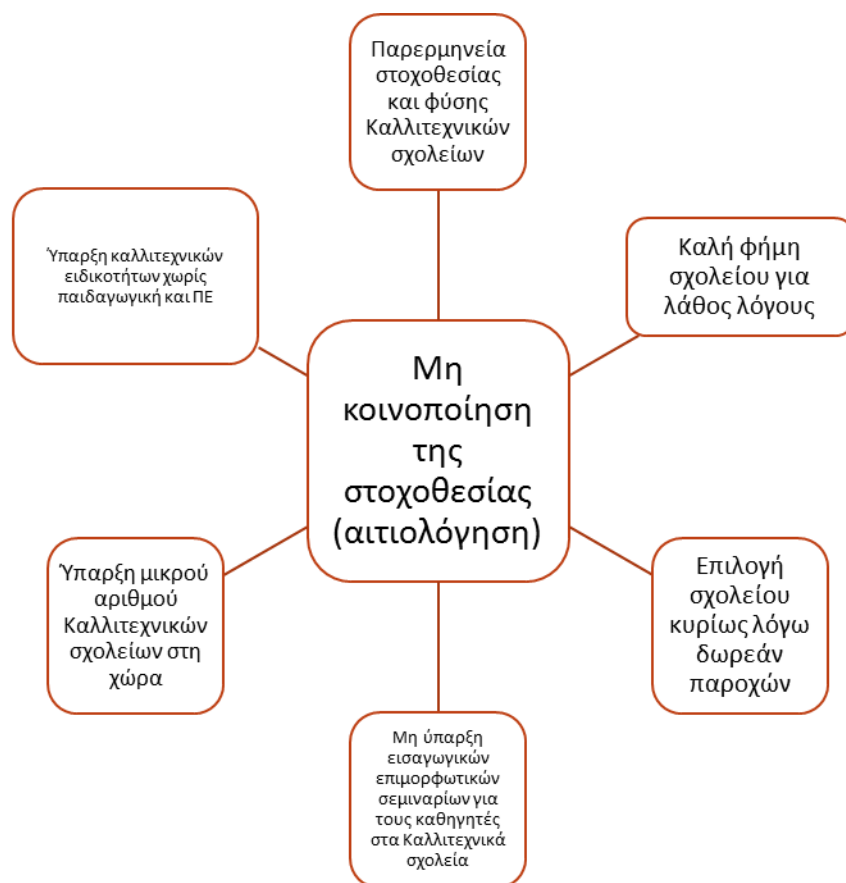 Παρερμηνεία
στοχοθεσίας
και φύσης
Καλλιτεχνικών
σχολείων
Καλή φήμη
σχολείου για
λάθος λόγους
Επιλογή
σχολείου
κυρίως λόγω
δωρεάν
παροχών
Μη ύπαρξη
εισαγωγικών
επιμορφωτικών
σεμιναρίων για
τους καθηγητές
στα Καλλιτεχνικά
σχολεία
Ύπαρξη μικρού
αριθμού
Καλλιτεχνικών
σχολείων στη
χώρα
Ύπαρξη καλλιτεχνικών
ειδικοτήτων χωρίς
παιδαγωγική και ΠΕ
Μη
κοινοποίηση
της
στοχοθεσίας
(αιτιολόγηση)